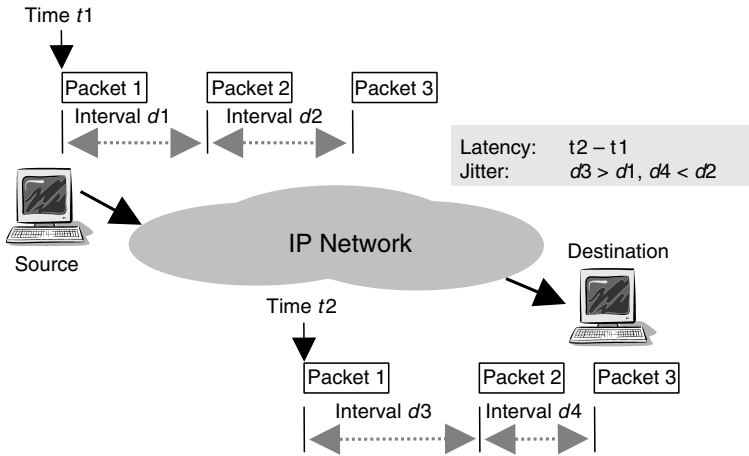 Time t1
Packet 1 Packet 2 Packet 3
Interval d1 Interval d2
Latency: t2 – t1
Jitter: d3 > d1, d4 < d2
IP Network
Source
Destination
Time t2
Packet 1 Packet 2 Packet 3
Interval d3 Interval d4